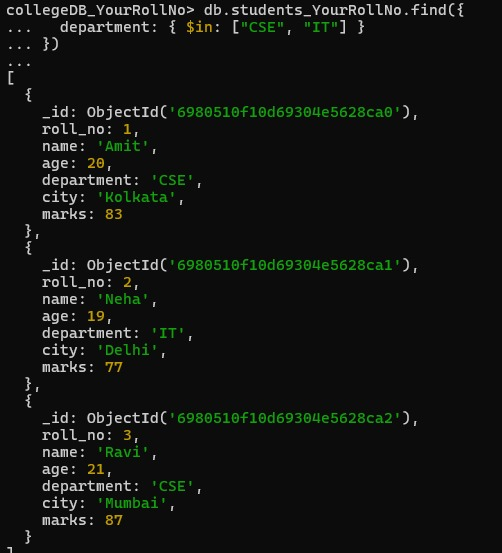 collegeDB_YourRollNo> db.students_YourRollNo.find({
...   department: { $in: ["CSE", "IT"] }
... })
...
[
  {
    _id: ObjectId('6980510f10d69304e5628ca0'),
    roll_no: 1,
    name: 'Amit',
    age: 20,
    department: 'CSE',
    city: 'Kolkata',
    marks: 83
  },
  {
    _id: ObjectId('6980510f10d69304e5628ca1'),
    roll_no: 2,
    name: 'Neha',
    age: 19,
    department: 'IT',
    city: 'Delhi',
    marks: 77
  },
  {
    _id: ObjectId('6980510f10d69304e5628ca2'),
    roll_no: 3,
    name: 'Ravi',
    age: 21,
    department: 'CSE',
    city: 'Mumbai',
    marks: 87
  }
]